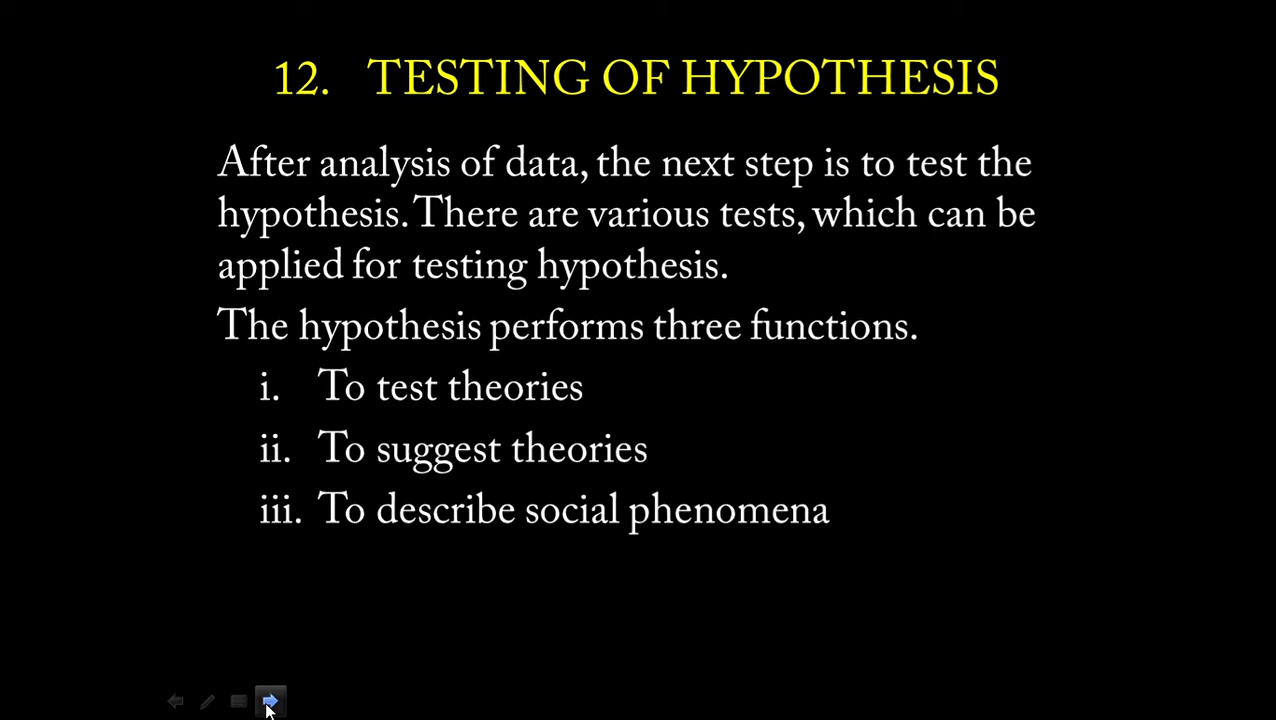 12. TESTING OF HYPOTHESIS
After analysis of data, the next step is to test the
hypothesis. There are various tests, which can be
applied for testing hypothesis.
The hypothesis performs three functions.
i. To test theories
ii. To suggest theories
iii. To describe social phenomena